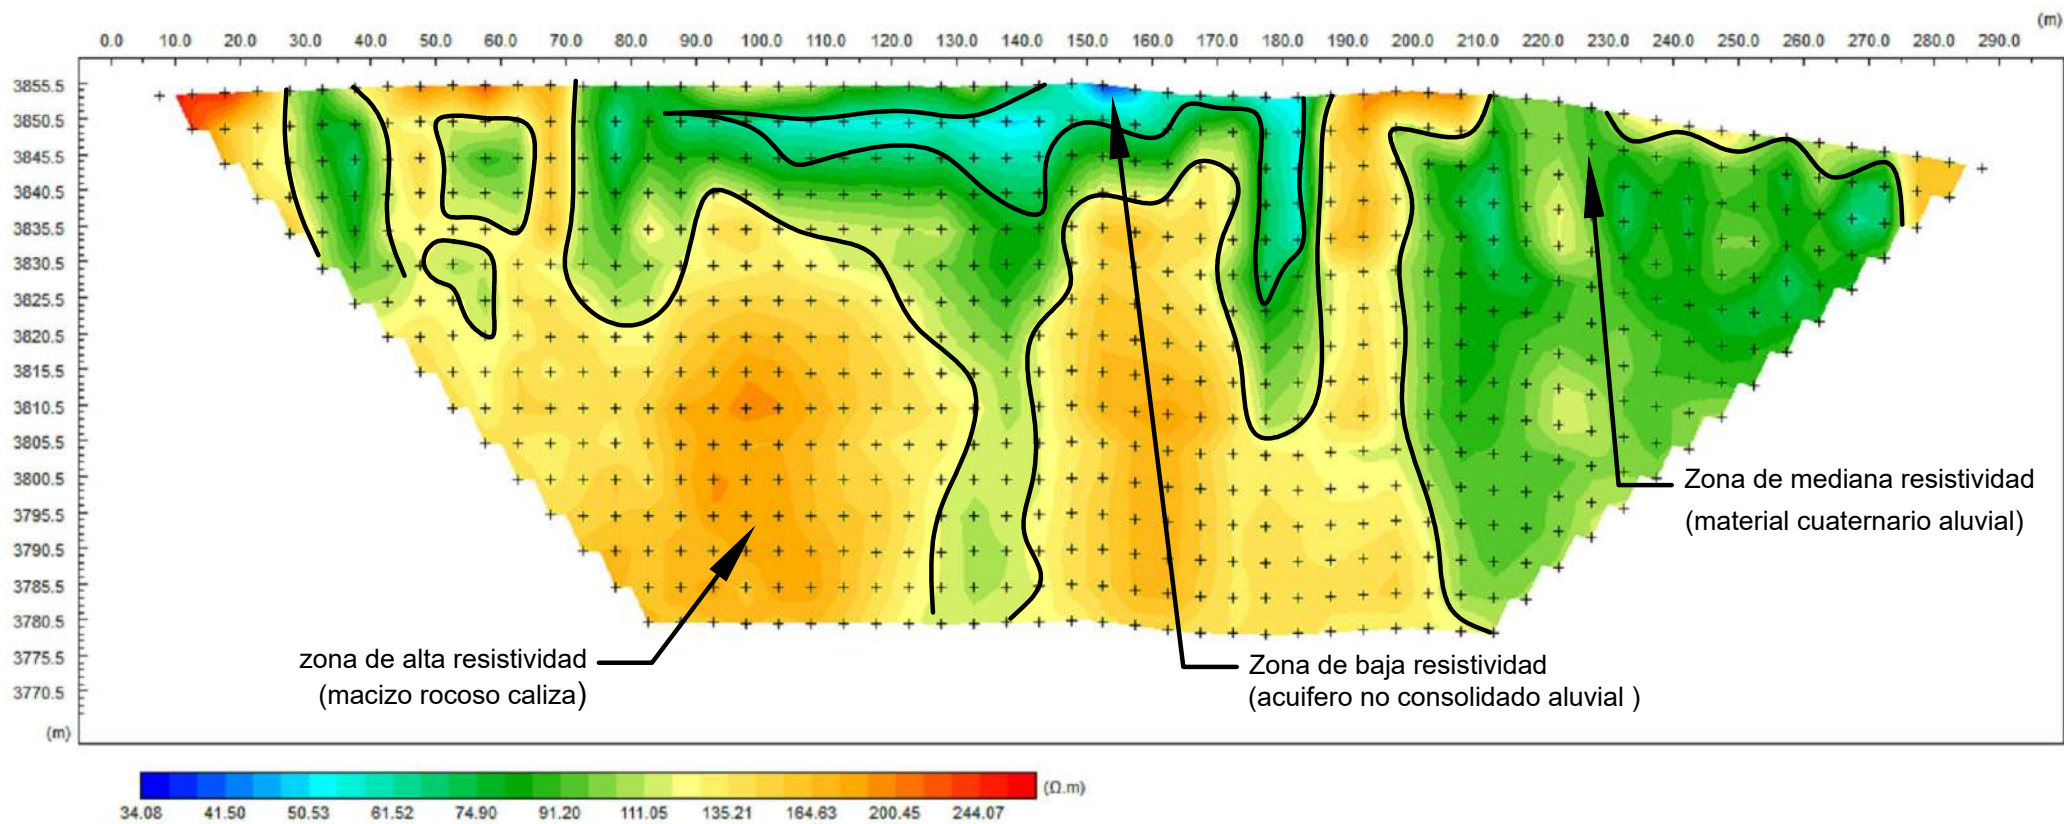 (m)
0.0 10.0 20.0 30.0 40.0 50.0 60.0 70.0 80.0 90.0 100.0 110.0 120.0 130.0 140.0 150.0 160.0 170.0 180.0 190.0 200.0 210.0 220.0 230.0 240.0 250.0 260.0 270.0 280.0 290.0
3855.5
3850.5
3845.5
3840.5
3835.5
3830.5
3825.5
3820.5
3815.5
3810.5
3805.5
3800.5
3795.5
3790.5
3785.5
3780.5
3775.5
3770.5
(m)
Zona de mediana resistividad
(material cuaternario aluvial)
zona de alta resistividad
(macizo rocoso caliza)
Zona de baja resistividad
(acuifero no consolidado aluvial )
(Ω.m)
34.08 41.50 50.53 61.52 74.90 91.20 111.05 135.21 164.63 200.45 244.07